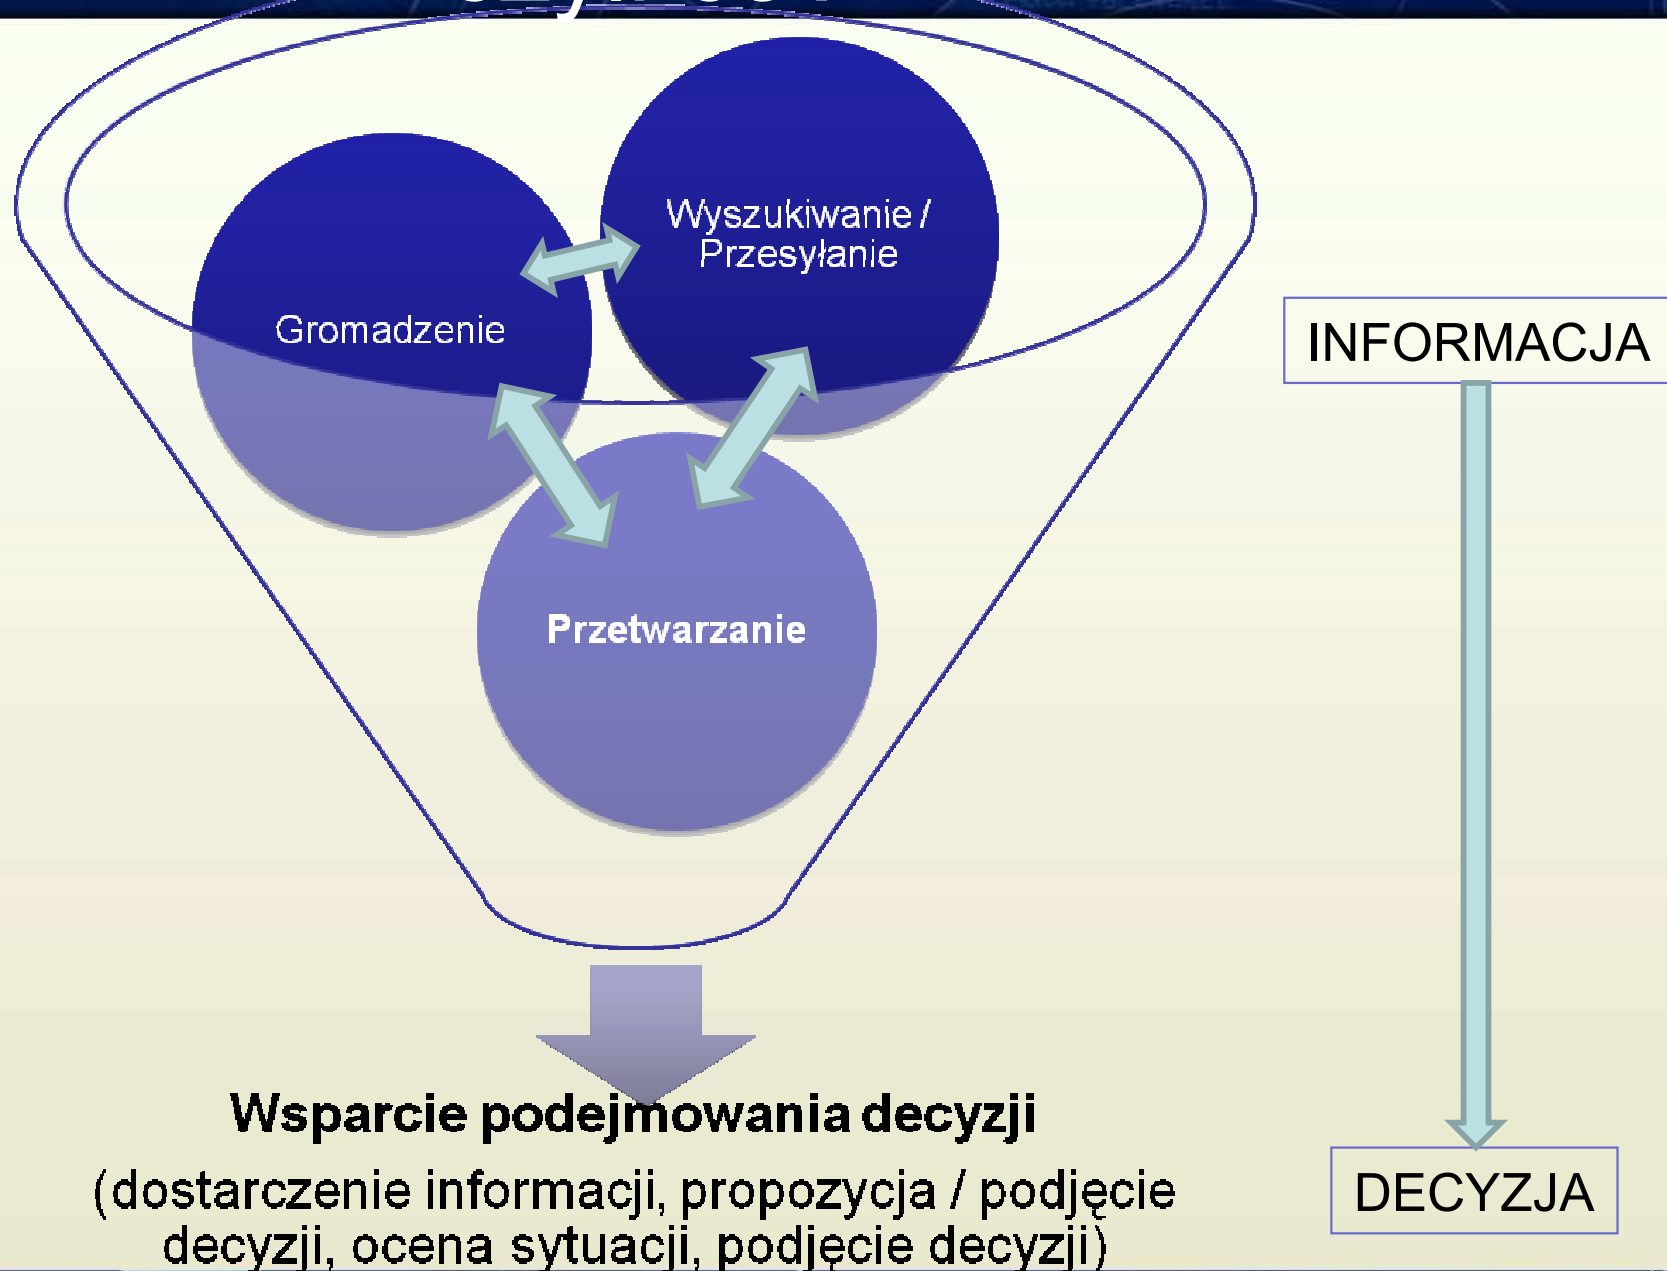 Wyszukiwanie /
Przesyłanie
Gromadzenie
INFORMACJA
Przetwarzanie
Wsparcie podejmowania decyzji
(dostarczenie informacji, propozycja / podjęcie
decyzji, ocena sytuacji, podjęcie decyzji)
DECYZJA